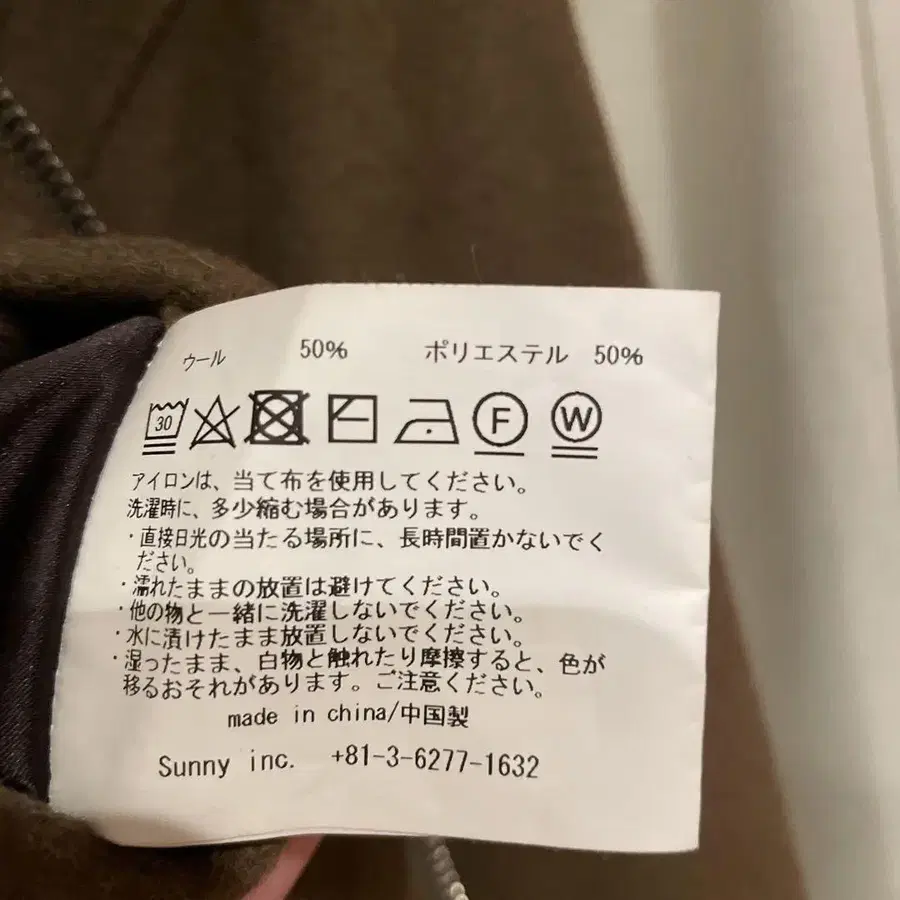 ウール 50% ポリエステル 50%
30 F W
アイロンは、当て布を使用してください。
洗濯時に、多少縮む場合があります。
・直接日光の当たる場所に、長時間置かないでく
ださい。
・濡れたままの放置は避けてください。
・他の物と一緒に洗濯しないでください。
・水に漬けたまま放置しないでください。
・湿ったまま、白物と触れたり摩擦すると、色が
移るおそれがあります。ご注意ください。
made in china/中国製
Sunny inc. +81-3-6277-1632